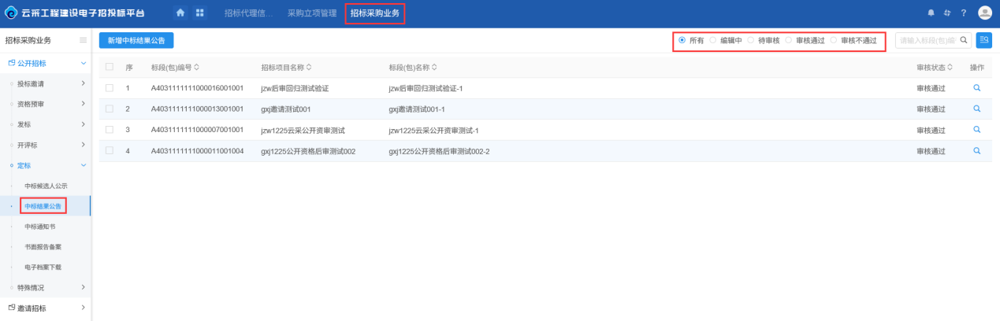 云采工程建设电子招投标平台 招标代理信... 采购立项管理 招标采购业务 ?
招标采购业务 新增中标结果公告 所有 编辑中 待审核 审核通过 审核不通过 请输入标段(包)编
公开招标 序 标段(包)编号 招标项目名称 标段(包)名称 审核状态 操作
投标邀请 1 A4031111111000016001001 jzw后审回归测试验证 jzw后审回归测试验证-1 审核通过
资格预审 2 A4031111111000013001001 gxj邀请测试001 gxj邀请测试001-1 审核通过
发标 3 A4031111111000007001001 jzw1225云采公开资审测试 jzw1225云采公开资审测试-1 审核通过
开评标 4 A4031111111000011001004 gxj1225公开资格后审测试002 gxj1225公开资格后审测试002-2 审核通过
定标
中标候选人公示
中标结果公告
中标通知书
书面报告备案
电子档案下载
特殊情况
邀请招标